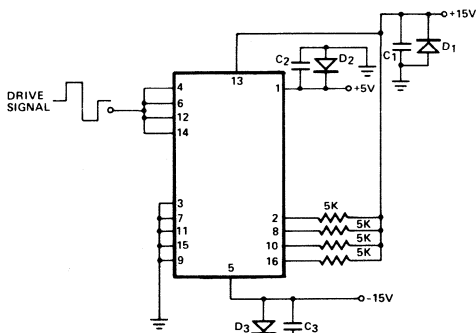 +15V
C1
D1
C2
D2
13
DRIVE
SIGNAL
4
6
12
14
1
+5V
3
7
11
15
9
2
8
10
16
5K
5K
5K
5K
5
-15V
D3
C3